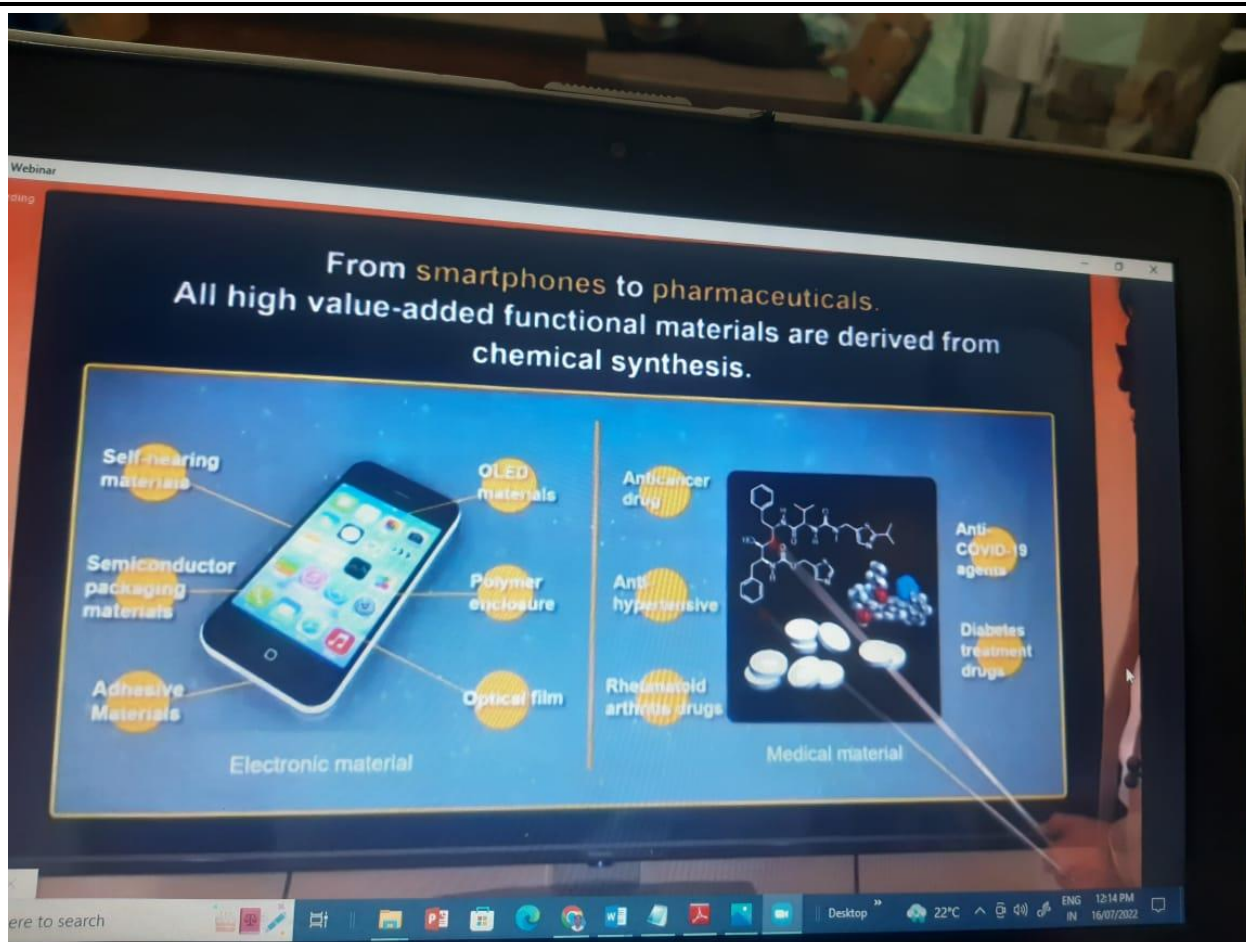 Webinar
From smartphones to pharmaceuticals.
All high value-added functional materials are derived from
chemical synthesis.
Self-nearing
materials
Semiconductor
packaging
materials
Adhesive
Materials
OLED
materials
Polymer
enclosure
Optical film
Electronic material
Anticancer
drug
Anti
hypertensive
Rheumatoid
arthritis drugs
Anti-
COVID-19
agents
Diabetes
treatment
drugs
Medical material
ere to search
Desktop
22°C
ENG
IN
12:14 PM
16/07/2022